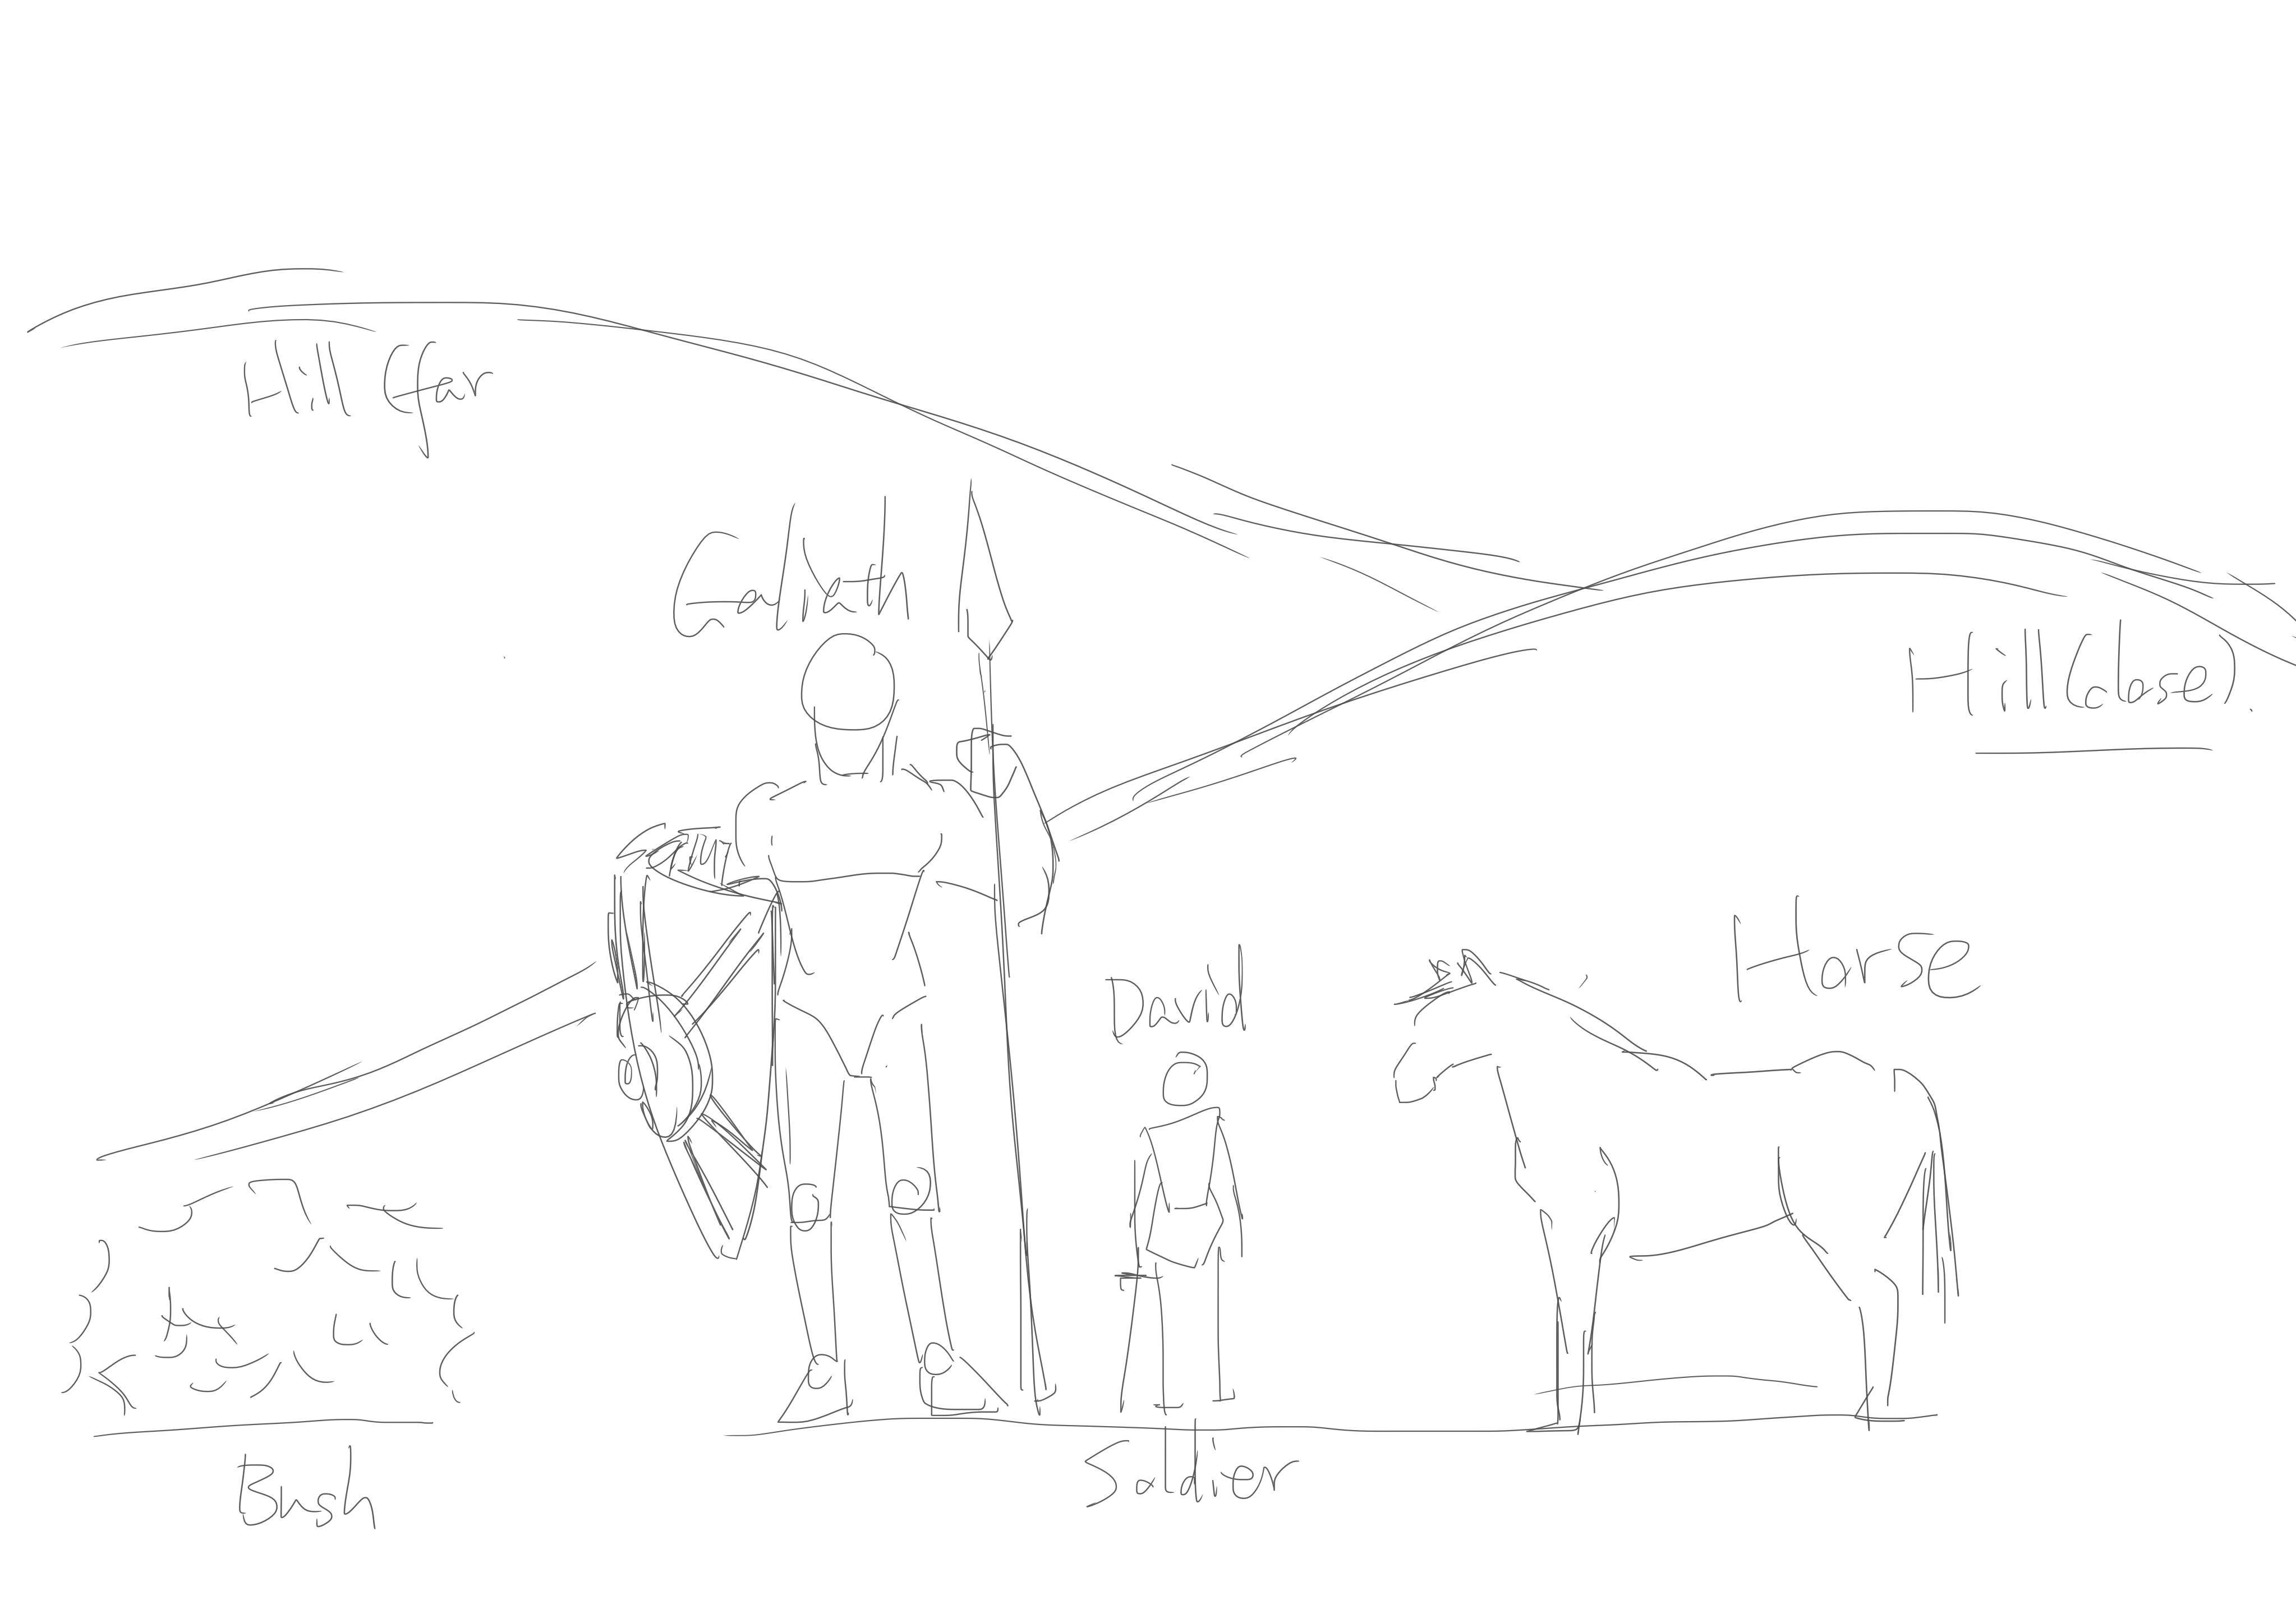 Hill (far
Goliath
Hill (close).
Horse
David
Soldier
Bush